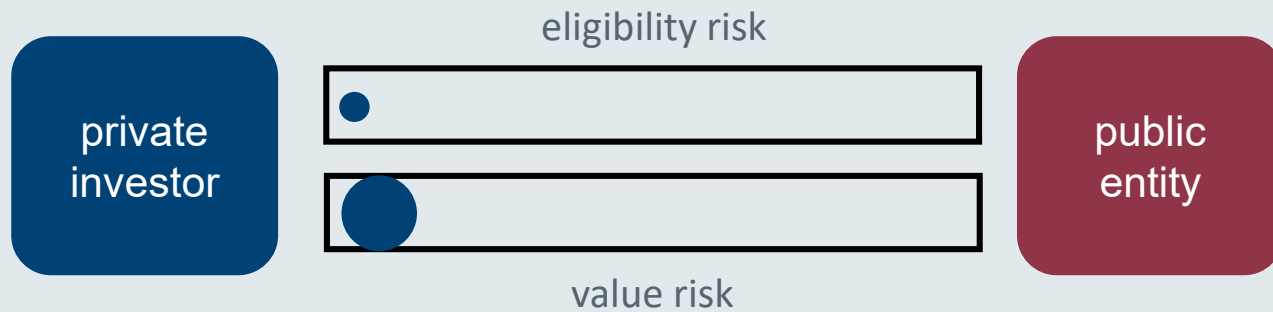 eligibility risk
private
investor
public
entity
value risk